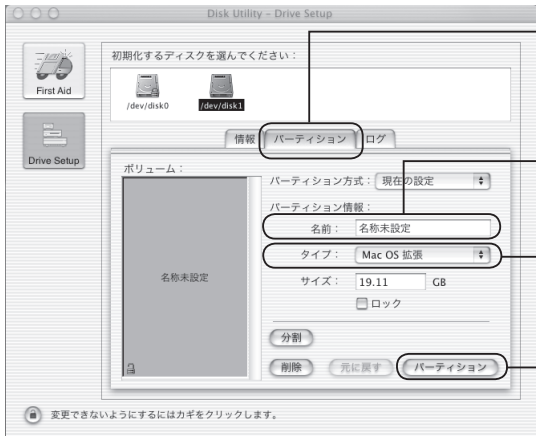 Disk Utility – Drive Setup
First Aid
Drive Setup
初期化するディスクを選んでください：
/dev/disk0
/dev/disk1
情報
パーティション
ログ
ボリューム：
名称未設定
パーティション方式：現在の設定
パーティション情報：
名前：名称未設定
タイプ：Mac OS 拡張
サイズ：19.11 GB
ロック
分割
削除
元に戻す
パーティション
変更できないようにするにはカギをクリックします。